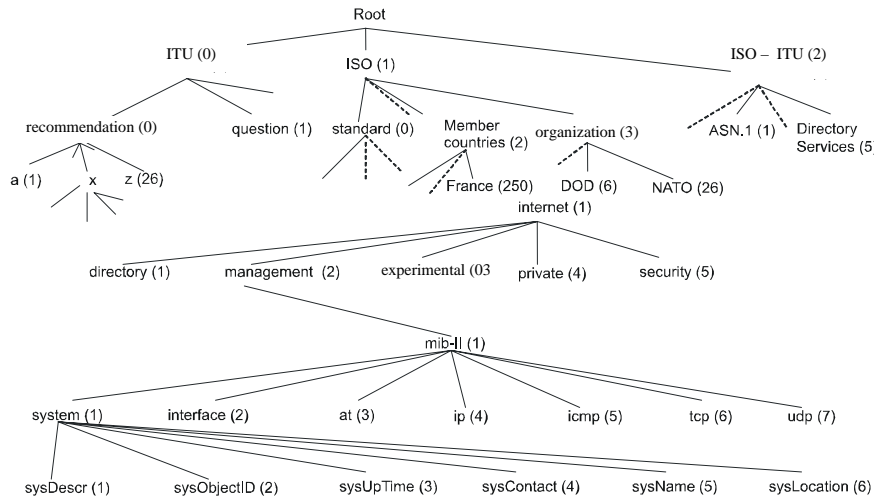 Root
ITU (0)
ISO (1)
ISO – ITU (2)
recommendation (0)
question (1)
standard (0)
Member
countries (2)
organization (3)
ASN.1 (1)
Directory
Services (5)
a (1)
x
z (26)
France (250)
DOD (6)
NATO (26)
internet (1)
directory (1)
management (2)
experimental (03
private (4)
security (5)
mib-II (1)
system (1)
interface (2)
at (3)
ip (4)
icmp (5)
tcp (6)
udp (7)
sysDescr (1)
sysObjectID (2)
sysUpTime (3)
sysContact (4)
sysName (5)
sysLocation (6)